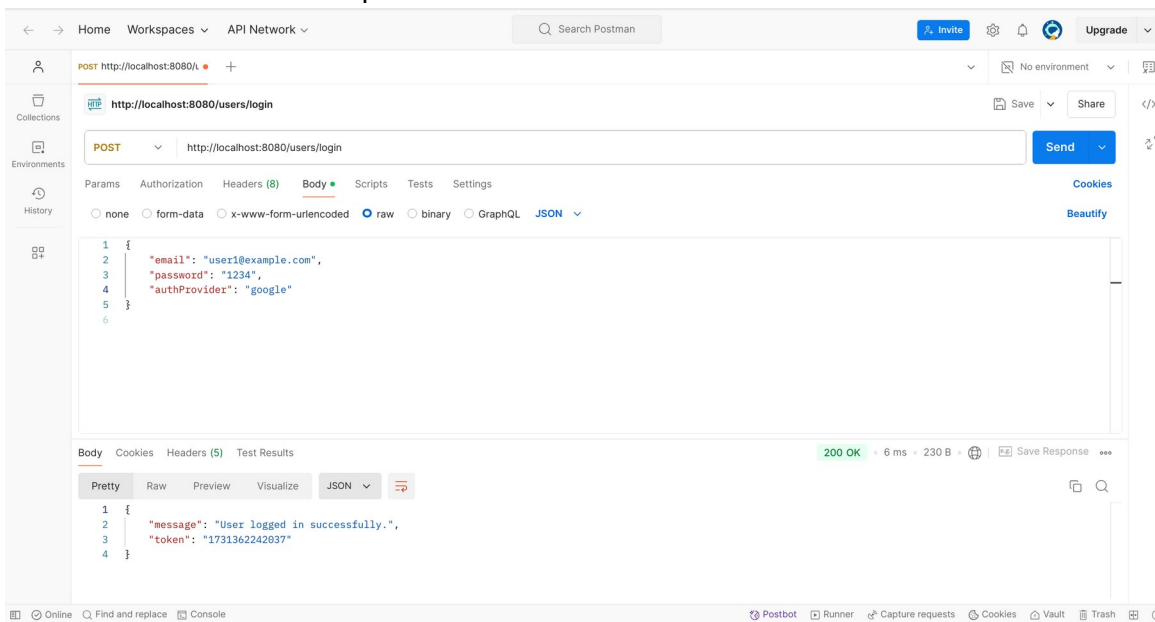 Home Workspaces API Network Search Postman Invite Upgrade
POST http://localhost:8080/u No environment
HTTP http://localhost:8080/users/login Save Share
POST http://localhost:8080/users/login Send
Collections
Environments
History
Params Authorization Headers (8) Body Scripts Tests Settings Cookies
none form-data x-www-form-urlencoded raw binary GraphQL JSON Beautify
1 {
2 "email": "user1@example.com",
3 "password": "1234",
4 "authProvider": "google"
5 }
6
Body Cookies Headers (5) Test Results 200 OK 6 ms 230 B Save Response
Pretty Raw Preview Visualize JSON
1 {
2 "message": "User logged in successfully.",
3 "token": "1731362242037"
4 }
Online Find and replace Console Postbot Runner Capture requests Cookies Vault Trash